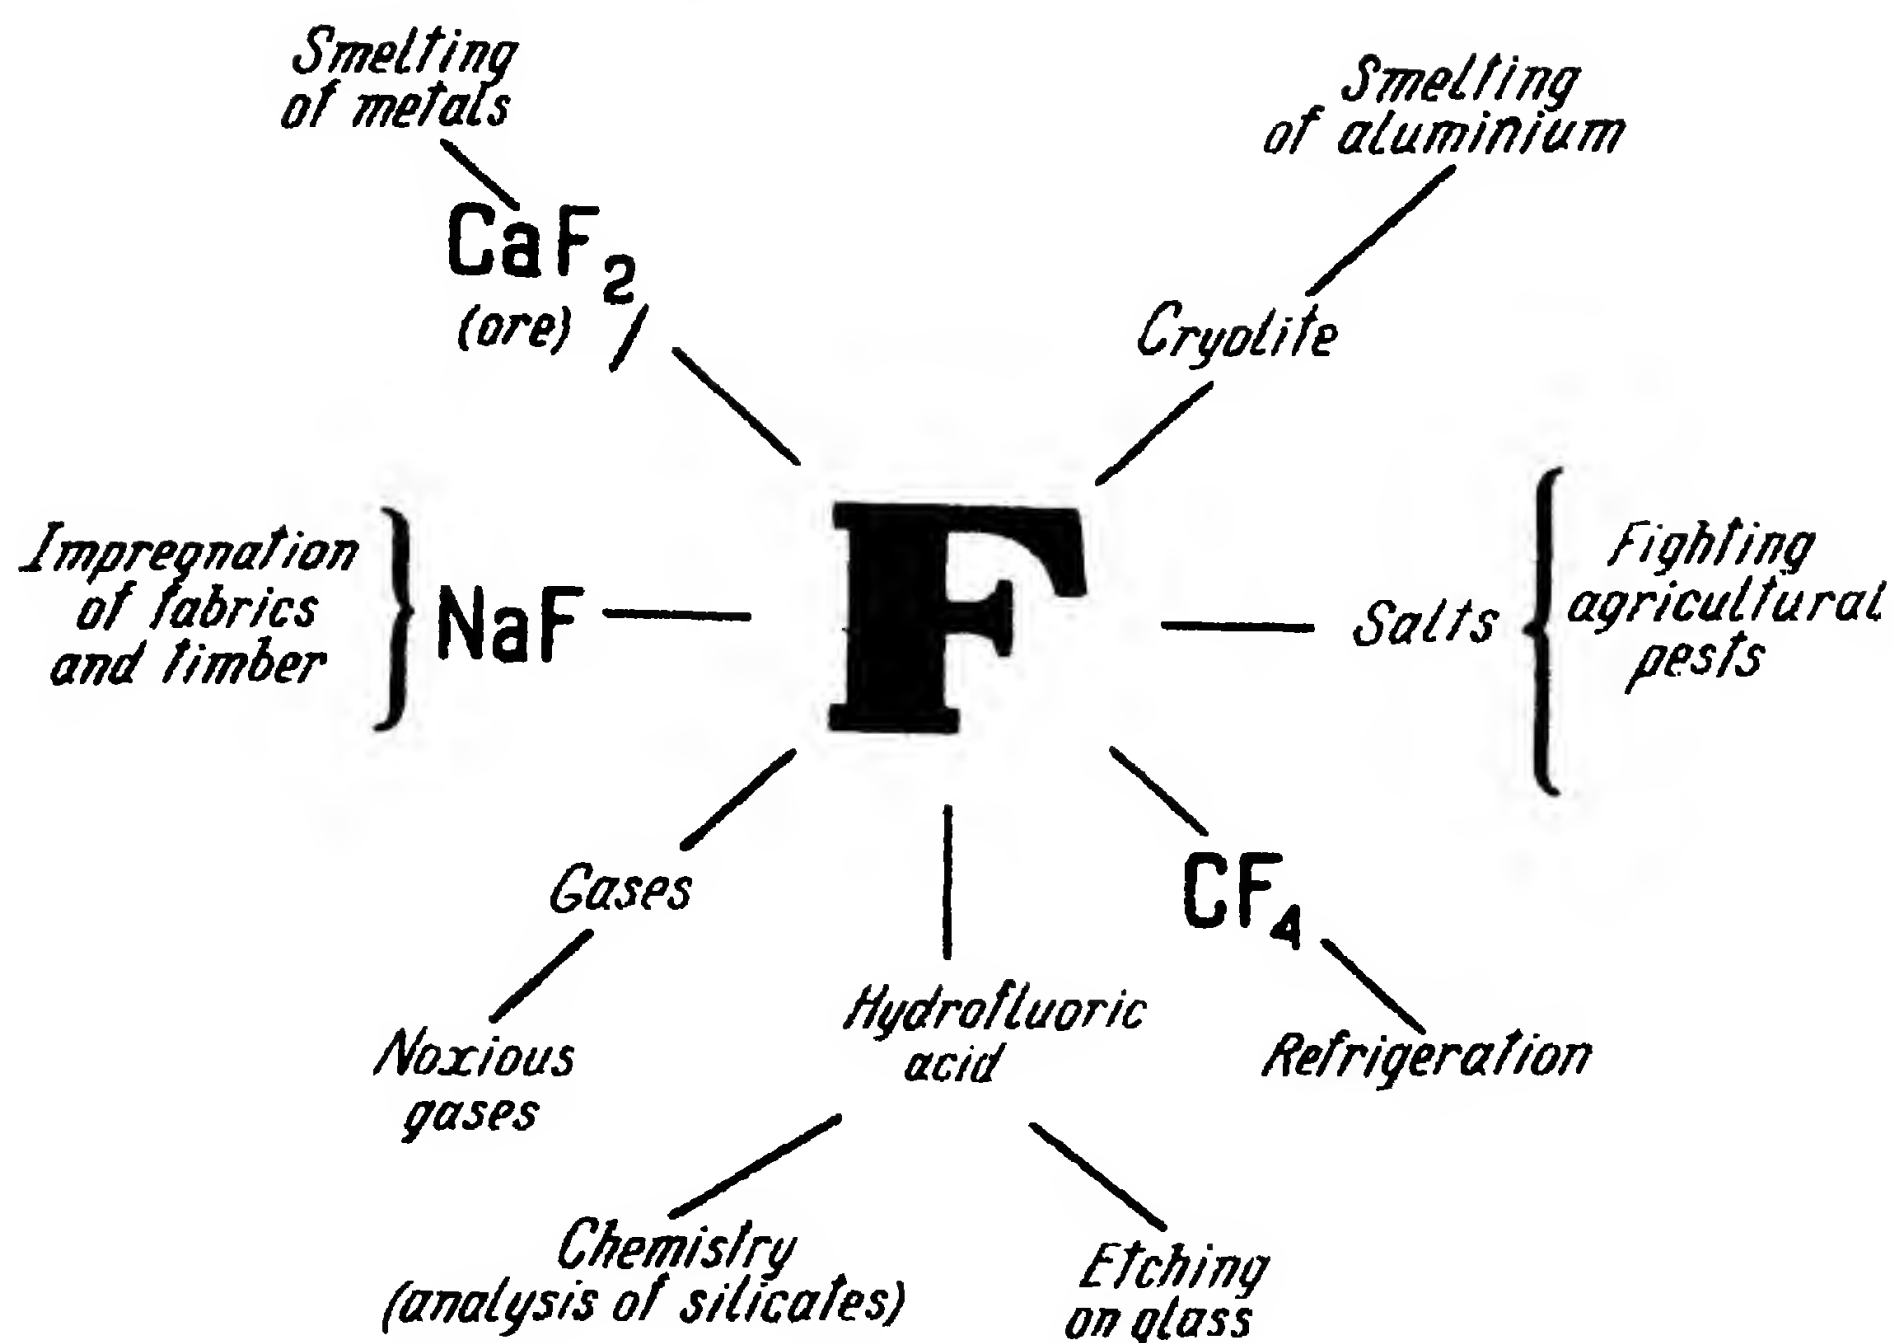 Smelting
of metals
CaF₂
(ore)
Smelting
of aluminium
Cryolite
Impregnation
of fabrics
and timber
NaF
F
Salts
Fighting
agricultural
pests
Gases
Noxious
gases
Hydrofluoric
acid
CF₄
Refrigeration
Chemistry
(analysis of silicates)
Etching
on glass